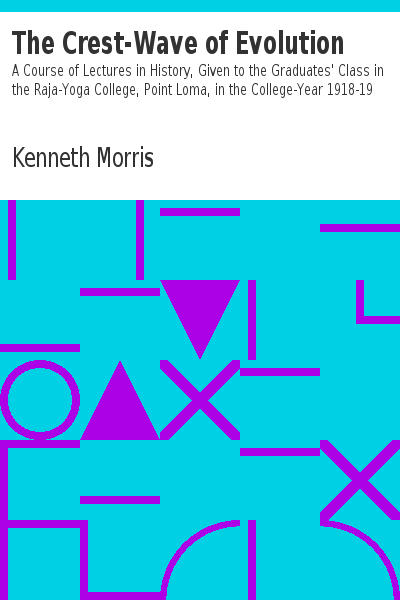 The Crest-Wave of Evolution
A Course of Lectures in History, Given to the Graduates' Class in
the Raja-Yoga College, Point Loma, in the College-Year 1918-19
Kenneth Morris